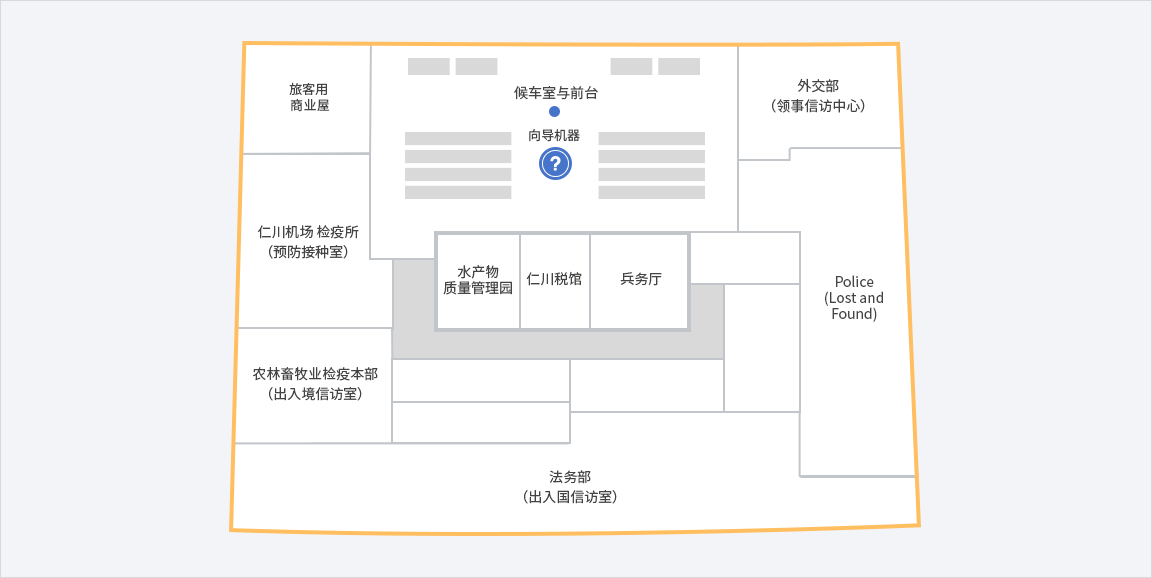 旅客用
商业屋
候车室与前台
外交部
（领事信访中心）
向导机器
?
仁川机场 检疫所
（预防接种室）
水产物
质量管理园
仁川税馆
兵务厅
Police
(Lost and
Found)
农林畜牧业检疫本部
（出入境信访室）
法务部
（出入国信访室）